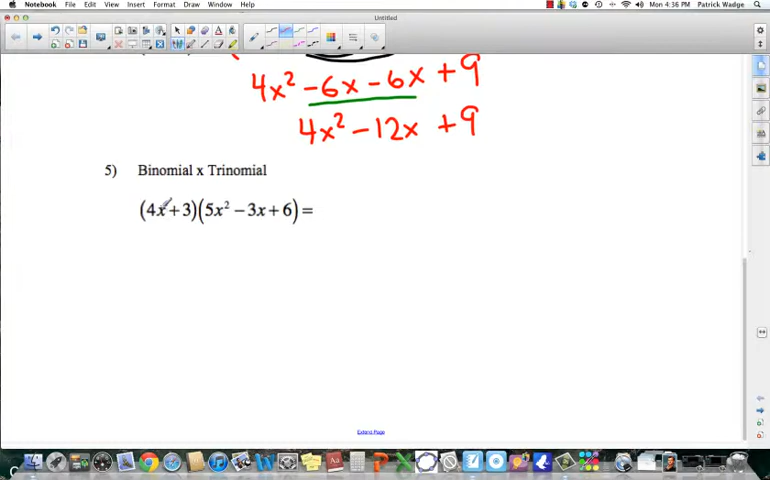 Notebook File Edit View Insert Format Draw Window Help Mon 4:36 PM Patrick Wadge
Untitled
4x² -6x -6x +9
4x² -12x +9
5) Binomial x Trinomial
(4x+3)(5x² − 3x + 6) =
Extend Page